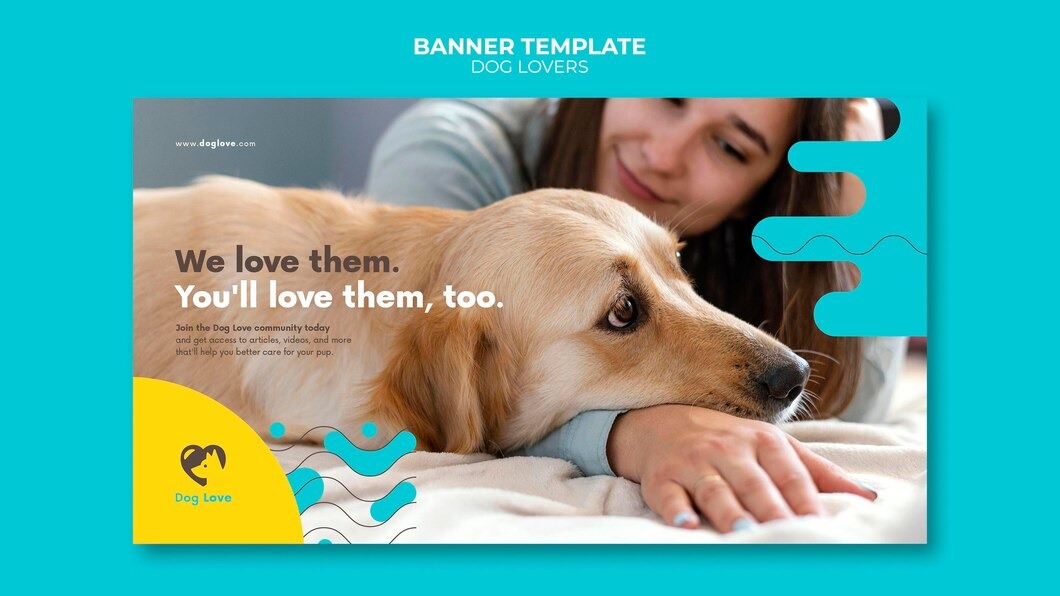 BANNER TEMPLATE
DOG LOVERS
www.doglove.com
We love them.
You'll love them, too.
Join the Dog Love community today
and get access to articles, videos, and more
that'll help you better care for your pup.
Dog Love